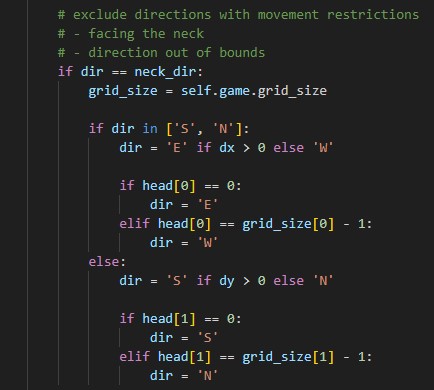 # exclude directions with movement restrictions
# - facing the neck
# - direction out of bounds
if dir == neck_dir:
grid_size = self.game.grid_size
if dir in ['S', 'N']:
dir = 'E' if dx > 0 else 'W'
if head[0] == 0:
dir = 'E'
elif head[0] == grid_size[0] - 1:
dir = 'W'
else:
dir = 'S' if dy > 0 else 'N'
if head[1] == 0:
dir = 'S'
elif head[1] == grid_size[1] - 1:
dir = 'N'